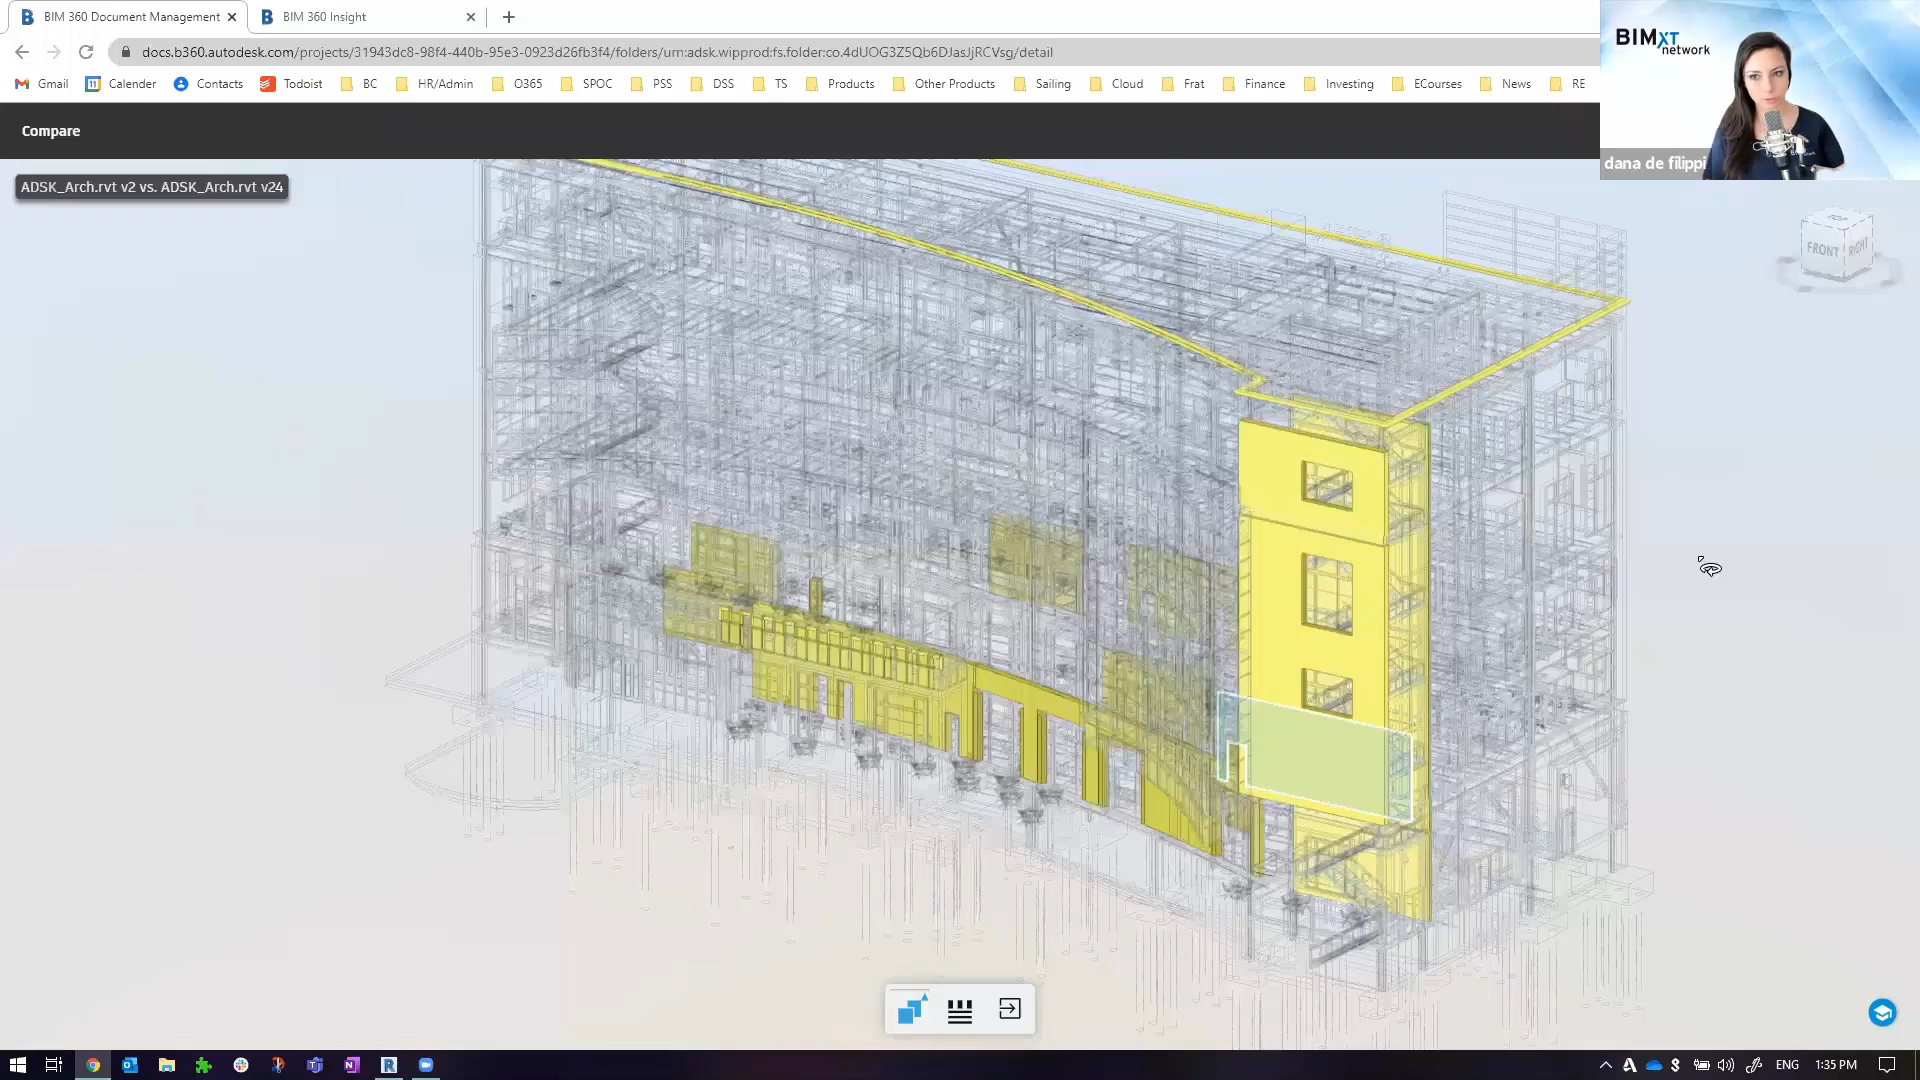 BIM 360 Document Management
BIM 360 Insight
docs.b360.autodesk.com/projects/31943dc8-98f4-440b-95e3-0923d26fb3f4/folders/urn:adsk.wipprod:fs.folder:co.4dUOG3Z5Qb6DJasJjRCVsg/detail
Gmail
Calender
Contacts
Todoist
BC
HR/Admin
O365
SPOC
PSS
DSS
TS
Products
Other Products
Sailing
Cloud
Frat
Finance
Investing
ECourses
News
RE
BIMXT
network
dana de filippi
Compare
ADSK_Arch.rvt v2 vs. ADSK_Arch.rvt v24
TOP
FRONT
RIGHT
ENG
1:35 PM